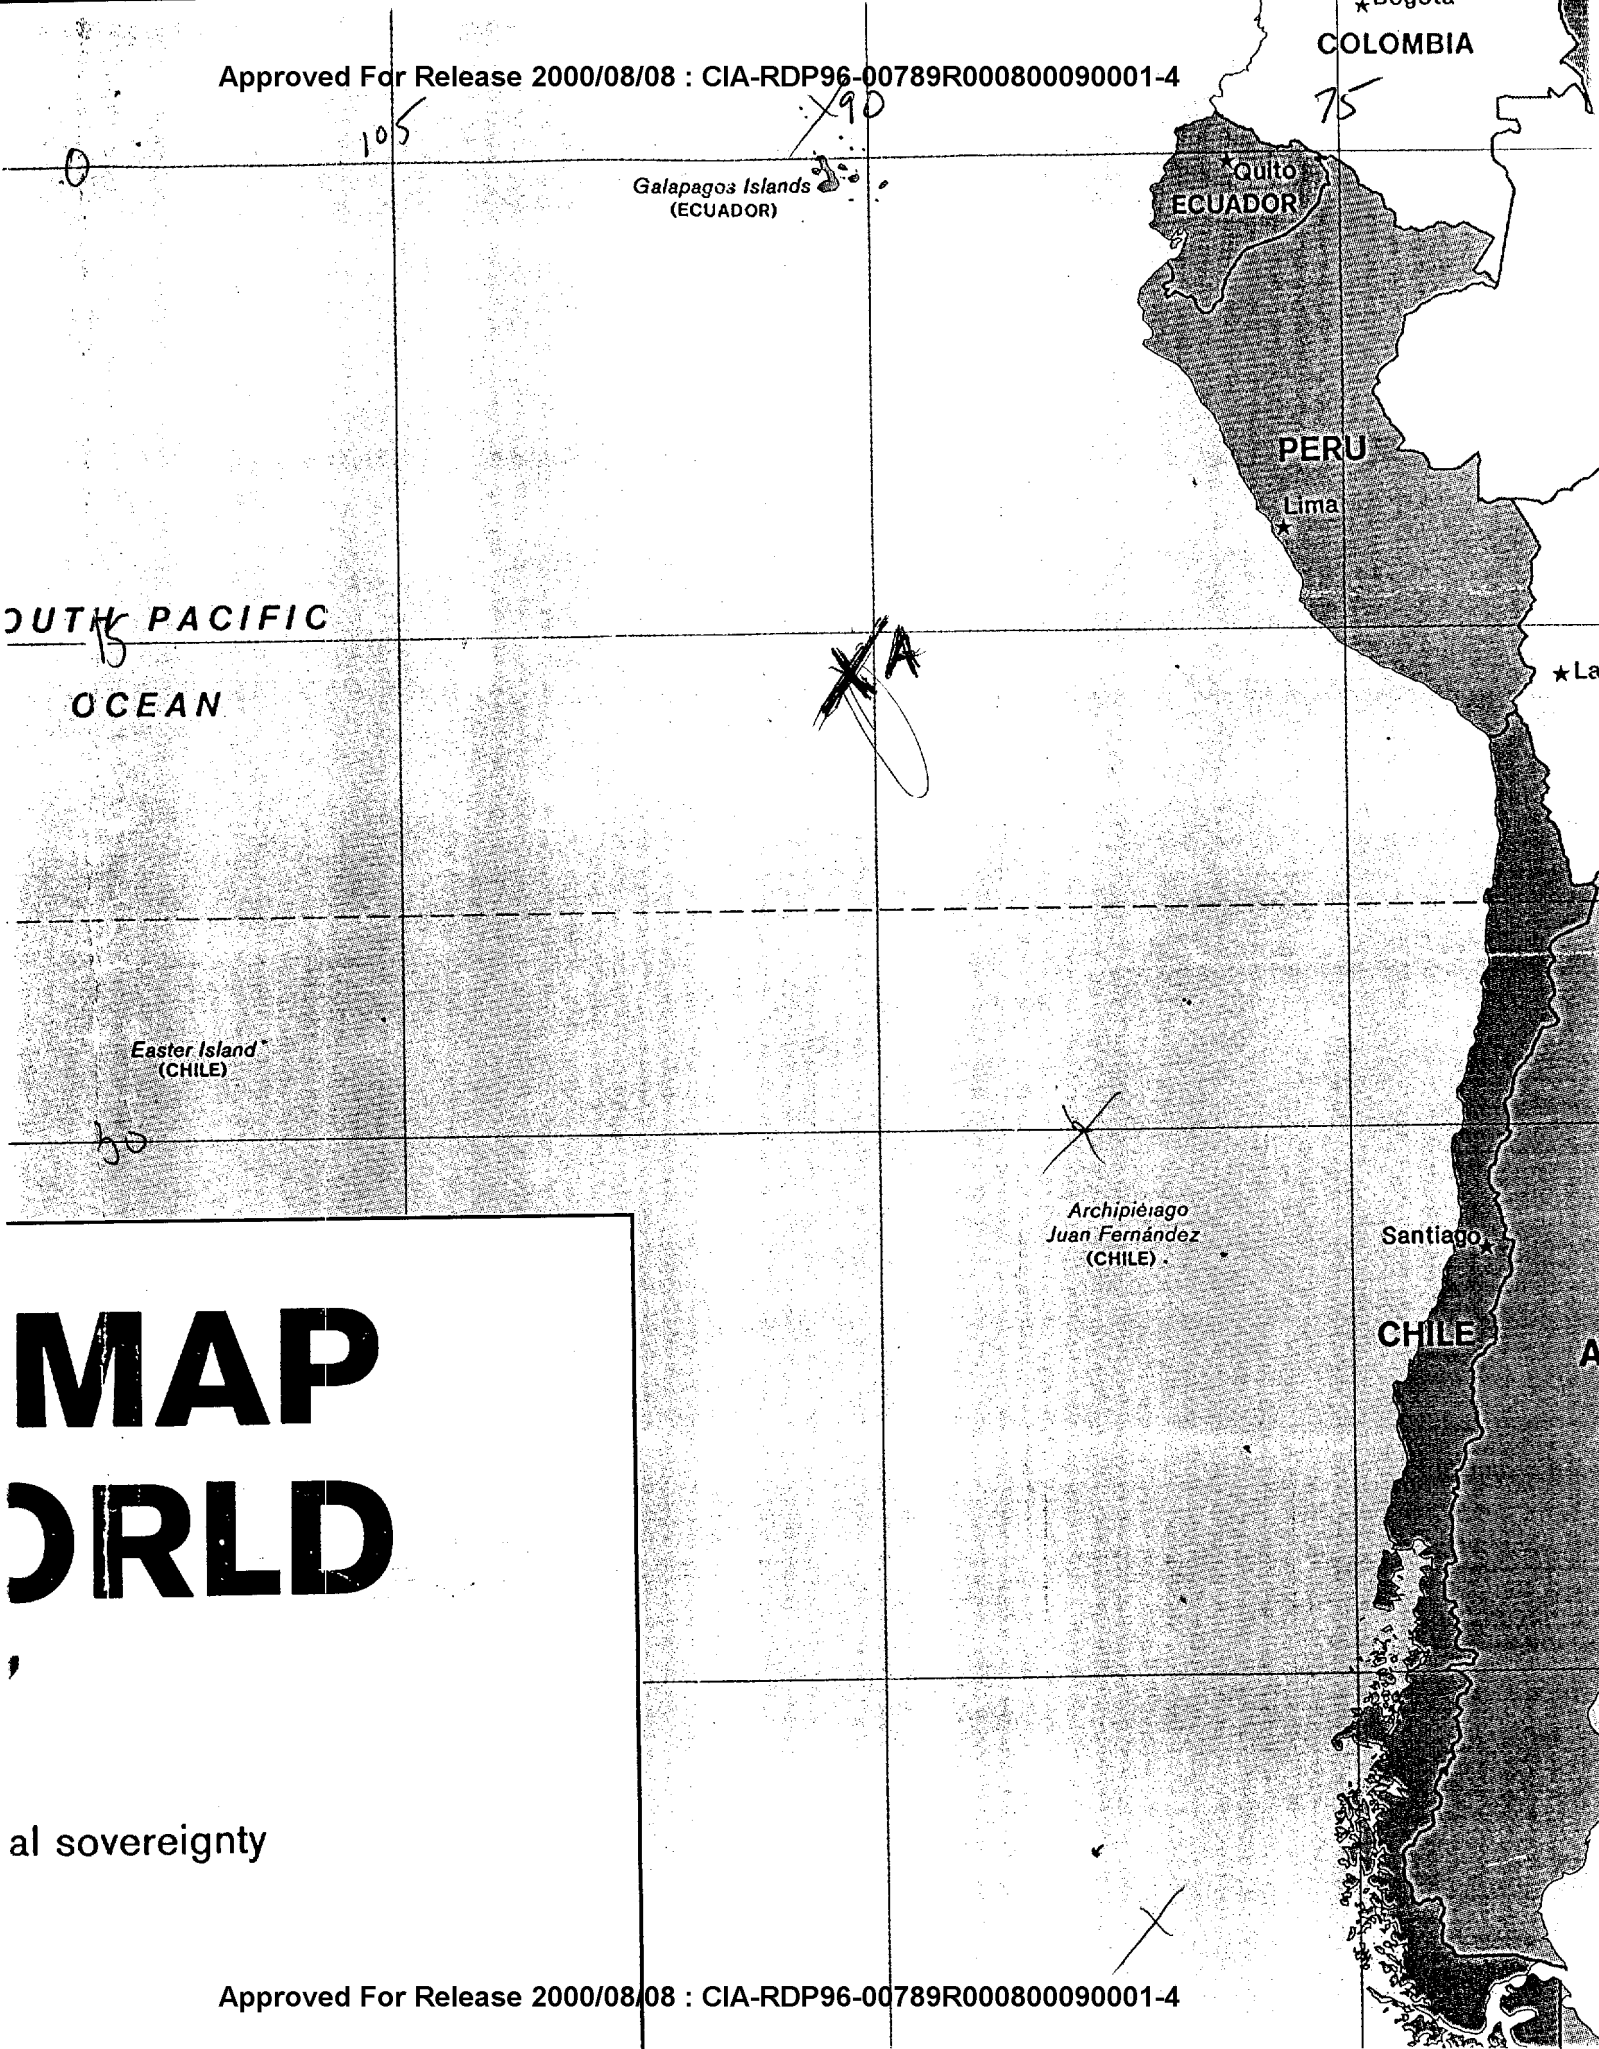 COLOMBIA
Approved For Release 2000/08/08 : CIA-RDP96-00789R000800090001-4
105
X90
75
0
Galapagos Islands
(ECUADOR)
Quito
ECUADOR
PERU
Lima
OUTH PACIFIC
15
OCEAN
X A
La
Easter Island
(CHILE)
30
X
Archipiélago
Juan Fernández
(CHILE)
Santiago
CHILE
A
MAP
ORLD
al sovereignty
X
Approved For Release 2000/08/08 : CIA-RDP96-00789R000800090001-4